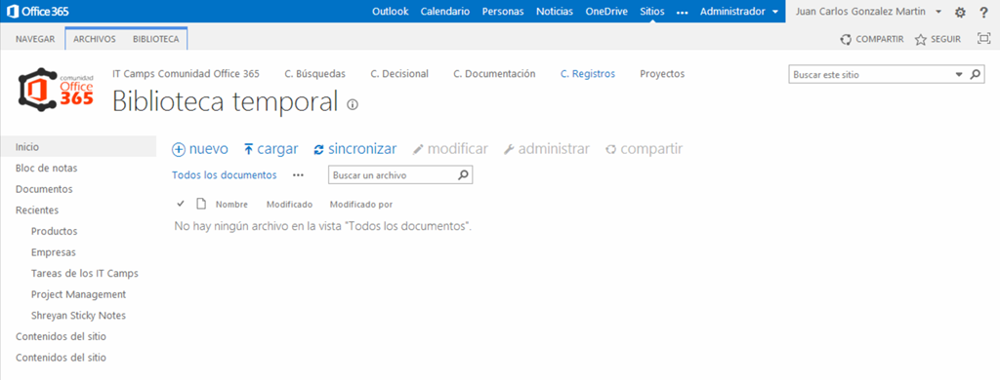 Office 365 Outlook Calendario Personas Noticias OneDrive Sitios ••• Administrador Juan Carlos Gonzalez Martin ?
NAVEGAR ARCHIVOS BIBLIOTECA COMPARTIR SEGUIR
comunidad
Office
365
IT Camps Comunidad Office 365 C. Búsquedas C. Decisional C. Documentación C. Registros Proyectos
Buscar este sitio
Biblioteca temporal
Inicio
Bloc de notas
Documentos
Recientes
Productos
Empresas
Tareas de los IT Camps
Project Management
Shreyan Sticky Notes
Contenidos del sitio
Contenidos del sitio
nuevo cargar sincronizar modificar administrar compartir
Todos los documentos ••• Buscar un archivo
Nombre Modificado Modificado por
No hay ningún archivo en la vista "Todos los documentos".